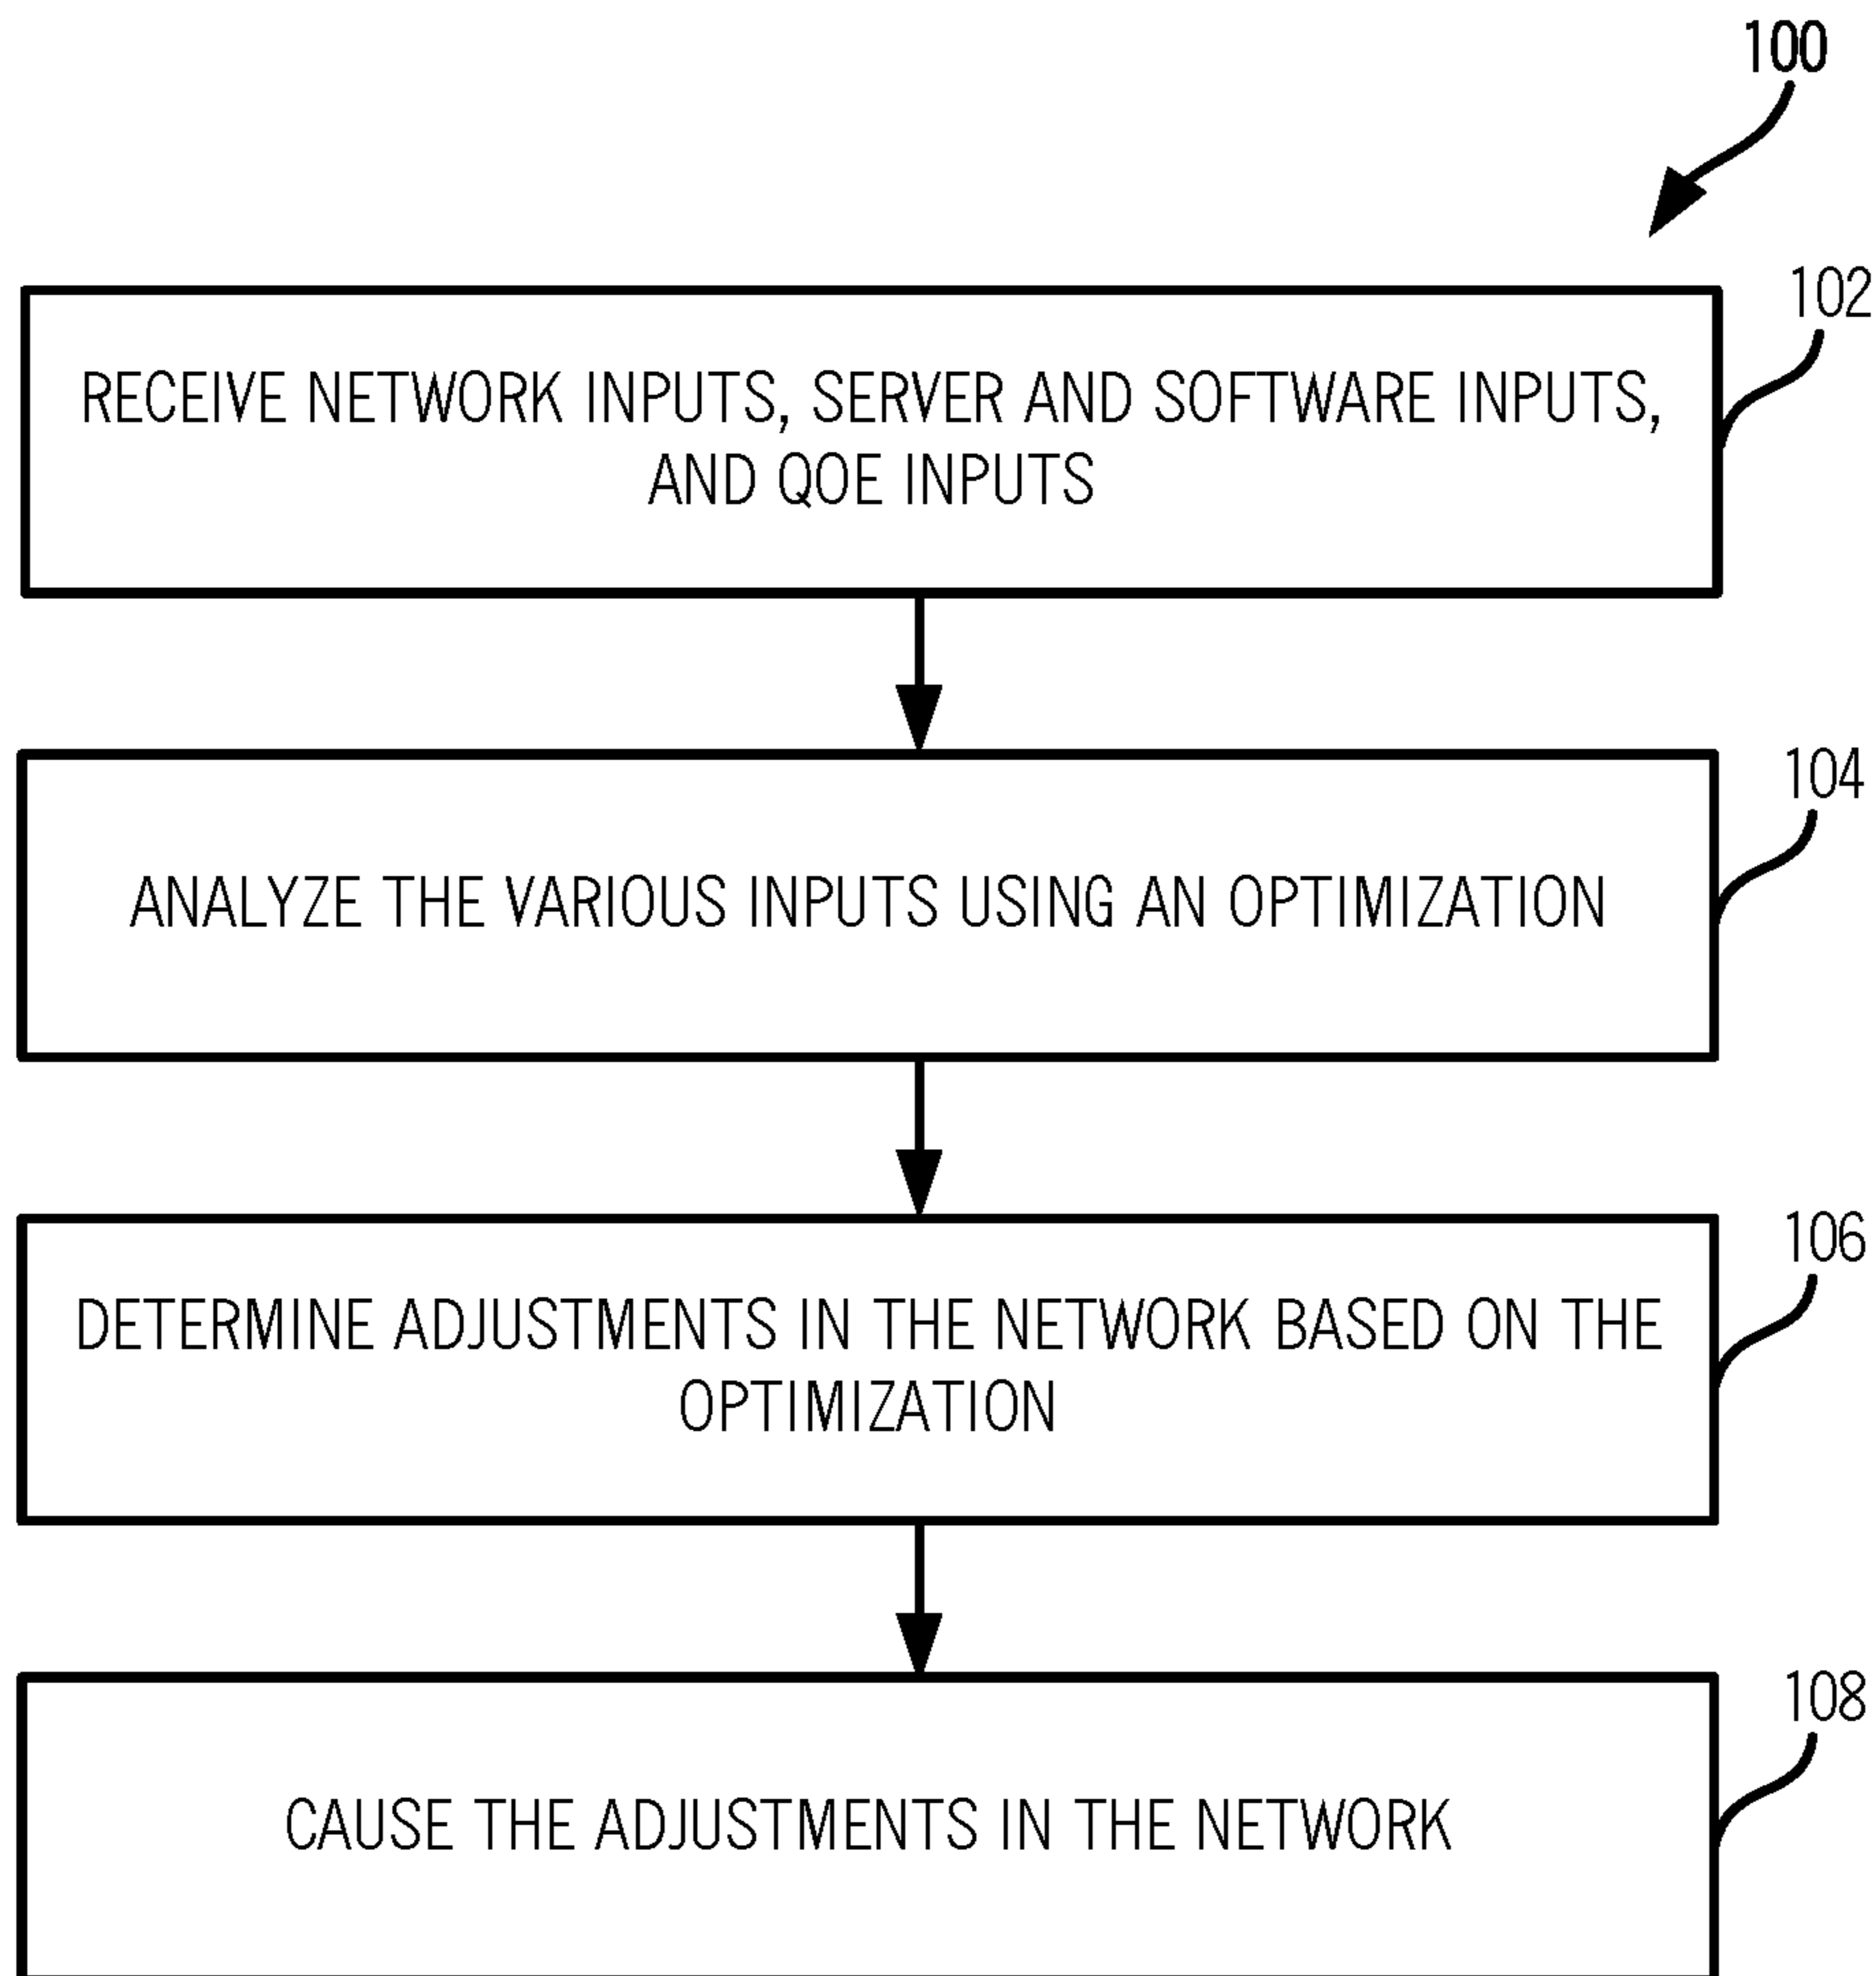 100
102
RECEIVE NETWORK INPUTS, SERVER AND SOFTWARE INPUTS,
AND QOE INPUTS
104
ANALYZE THE VARIOUS INPUTS USING AN OPTIMIZATION
106
DETERMINE ADJUSTMENTS IN THE NETWORK BASED ON THE
OPTIMIZATION
108
CAUSE THE ADJUSTMENTS IN THE NETWORK